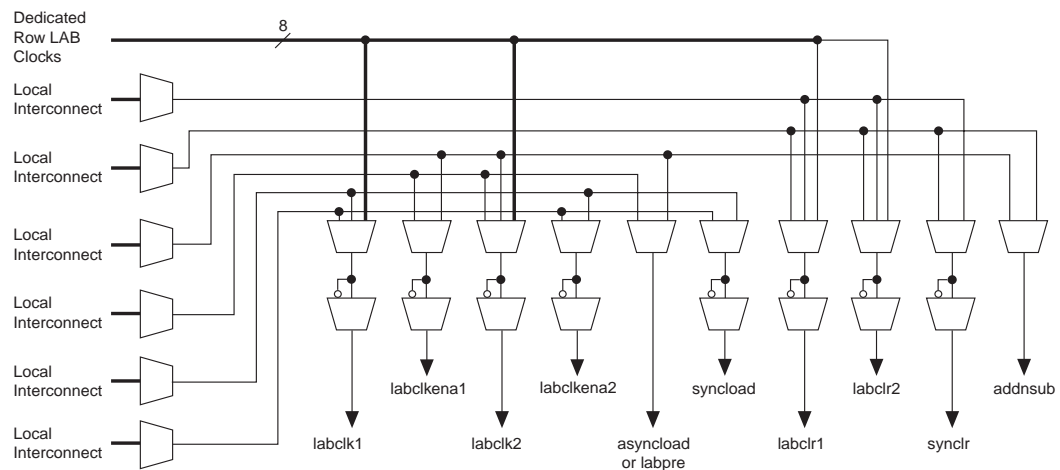 Dedicated
Row LAB
Clocks
8
Local
Interconnect
Local
Interconnect
Local
Interconnect
Local
Interconnect
Local
Interconnect
Local
Interconnect
labclkena1
labclkena2
syncload
labclr2
addnsub
labclk1
labclk2
asyncload
or labpre
labclr1
synclr